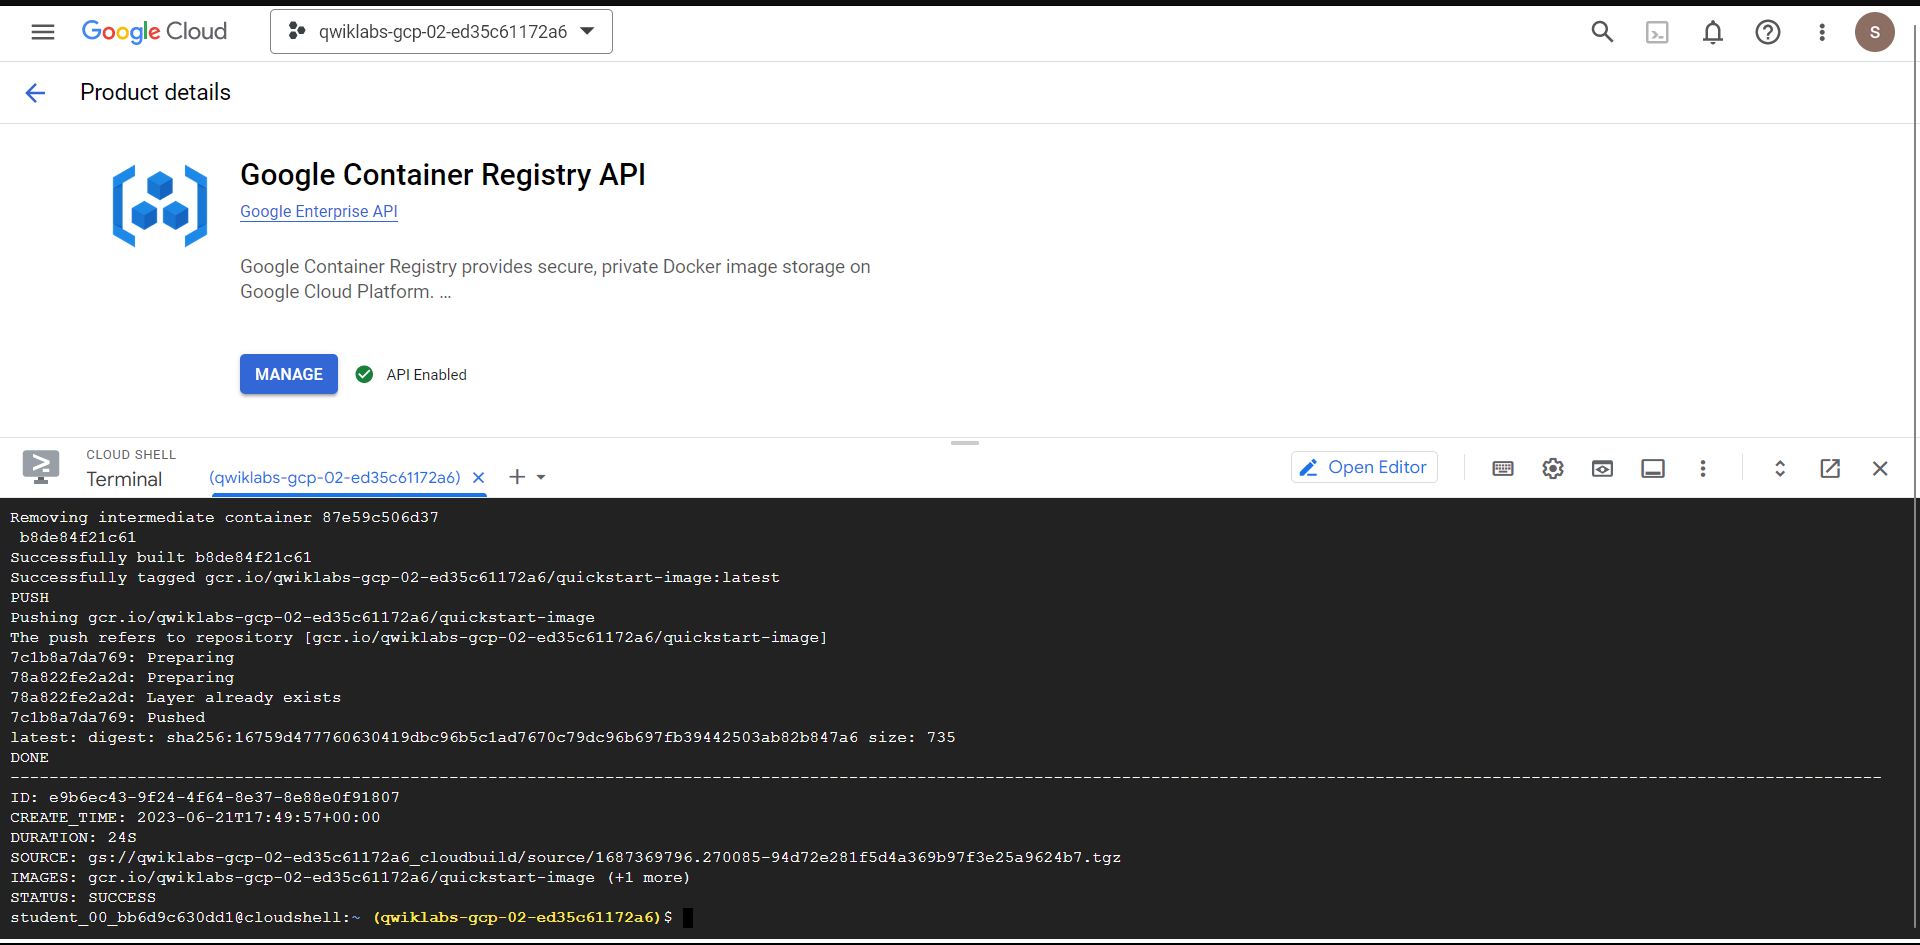 Google Cloud
qwiklabs-gcp-02-ed35c61172a6
S
Product details
Google Container Registry API
Google Enterprise API
Google Container Registry provides secure, private Docker image storage on
Google Cloud Platform. …
MANAGE
API Enabled
CLOUD SHELL
Terminal
(qwiklabs-gcp-02-ed35c61172a6)
Open Editor
Removing intermediate container 87e59c506d37
b8de84f21c61
Successfully built b8de84f21c61
Successfully tagged gcr.io/qwiklabs-gcp-02-ed35c61172a6/quickstart-image:latest
PUSH
Pushing gcr.io/qwiklabs-gcp-02-ed35c61172a6/quickstart-image
The push refers to repository [gcr.io/qwiklabs-gcp-02-ed35c61172a6/quickstart-image]
7c1b8a7da769: Preparing
78a822fe2a2d: Preparing
78a822fe2a2d: Layer already exists
7c1b8a7da769: Pushed
latest: digest: sha256:16759d477760630419dbc96b5c1ad7670c79dc96b697fb39442503ab82b847a6 size: 735
DONE
--------------------------------------------------------------------------------------------------------------------------------------------------------------------------------
ID: e9b6ec43-9f24-4f64-8e37-8e88e0f91807
CREATE_TIME: 2023-06-21T17:49:57+00:00
DURATION: 24S
SOURCE: gs://qwiklabs-gcp-02-ed35c61172a6_cloudbuild/source/1687369796.270085-94d72e281f5d4a369b97f3e25a9624b7.tgz
IMAGES: gcr.io/qwiklabs-gcp-02-ed35c61172a6/quickstart-image (+1 more)
STATUS: SUCCESS
student_00_bb6d9c630dd1@cloudshell:~ (qwiklabs-gcp-02-ed35c61172a6)$